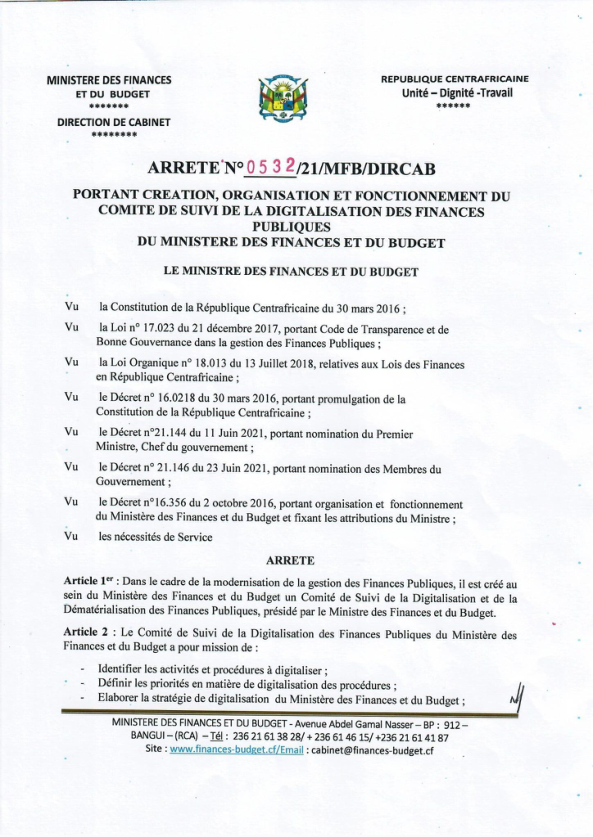 MINISTERE DES FINANCES
ET DU BUDGET
*******
DIRECTION DE CABINET
********
REPUBLIQUE CENTRAFRICAINE
Unité – Dignité -Travail
******
ARRETE N° 0532/21/MFB/DIRCAB
PORTANT CREATION, ORGANISATION ET FONCTIONNEMENT DU
COMITE DE SUIVI DE LA DIGITALISATION DES FINANCES
PUBLIQUES
DU MINISTERE DES FINANCES ET DU BUDGET
LE MINISTRE DES FINANCES ET DU BUDGET
Vu la Constitution de la République Centrafricaine du 30 mars 2016 ;
Vu la Loi n° 17.023 du 21 décembre 2017, portant Code de Transparence et de
Bonne Gouvernance dans la gestion des Finances Publiques ;
Vu la Loi Organique n° 18.013 du 13 Juillet 2018, relatives aux Lois des Finances
en République Centrafricaine ;
Vu le Décret n° 16.0218 du 30 mars 2016, portant promulgation de la
Constitution de la République Centrafricaine ;
Vu le Décret n°21.144 du 11 Juin 2021, portant nomination du Premier
Ministre, Chef du gouvernement ;
Vu le Décret n° 21.146 du 23 Juin 2021, portant nomination des Membres du
Gouvernement ;
Vu le Décret n°16.356 du 2 octobre 2016, portant organisation et fonctionnement
du Ministère des Finances et du Budget et fixant les attributions du Ministre ;
Vu les nécessités de Service
ARRETE
Article 1er : Dans le cadre de la modernisation de la gestion des Finances Publiques, il est créé au
sein du Ministère des Finances et du Budget un Comité de Suivi de la Digitalisation et de la
Dématérialisation des Finances Publiques, présidé par le Ministre des Finances et du Budget.
Article 2 : Le Comité de Suivi de la Digitalisation des Finances Publiques du Ministère des
Finances et du Budget a pour mission de :
- Identifier les activités et procédures à digitaliser ;
- Définir les priorités en matière de digitalisation des procédures ;
- Elaborer la stratégie de digitalisation du Ministère des Finances et du Budget ;
MINISTERE DES FINANCES ET DU BUDGET - Avenue Abdel Gamal Nasser – BP : 912 –
BANGUI – (RCA) – Tél : 236 21 61 38 28/ + 236 61 46 15/ +236 21 61 41 87
Site : www.finances-budget.cf/Email : cabinet@finances-budget.cf